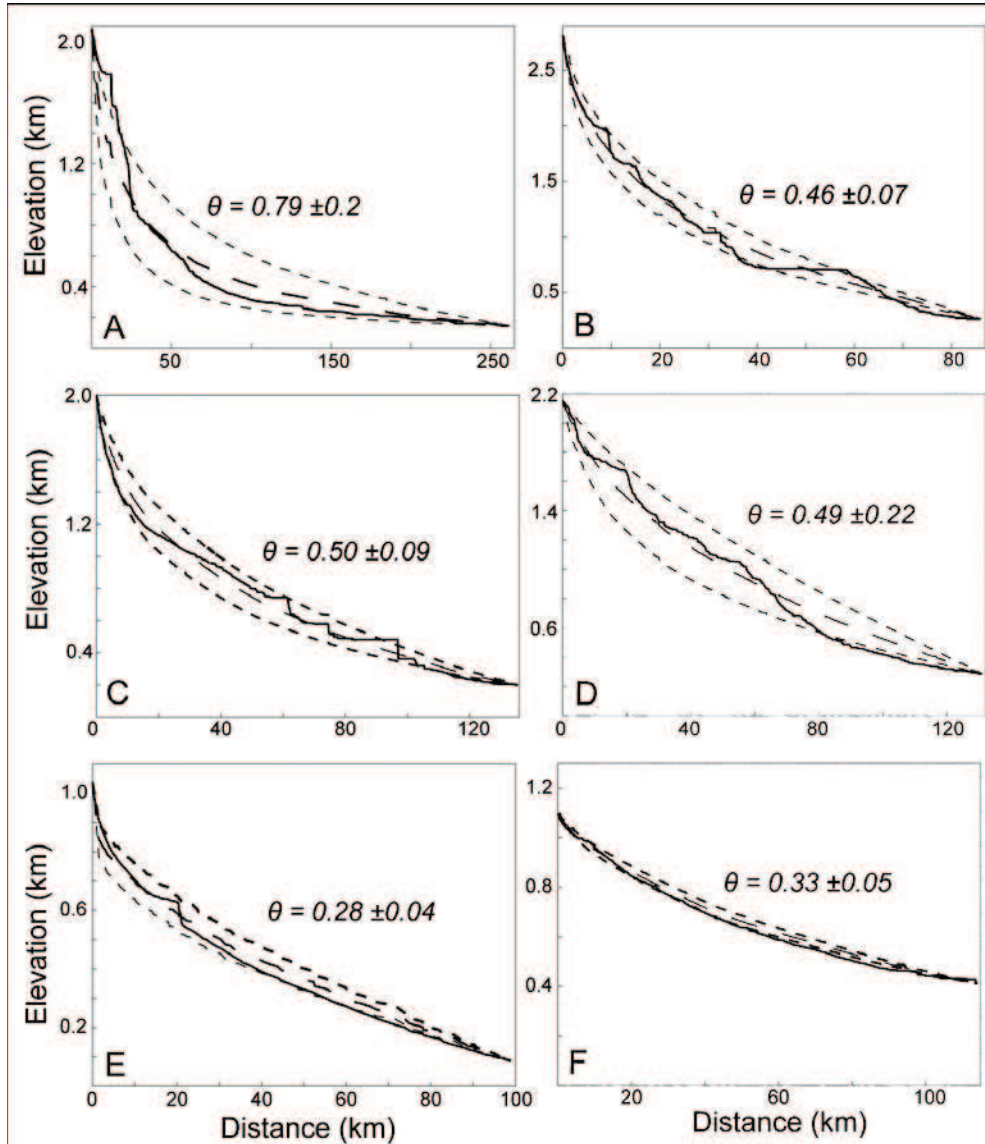 2.0
1.2
0.4
Elevation (km)
θ = 0.79 ±0.2
A
50
150
250
2.5
1.5
0.5
θ = 0.46 ±0.07
B
0
20
40
60
80
2.0
1.2
0.4
Elevation (km)
θ = 0.50 ±0.09
C
0
40
80
120
2.2
1.4
0.6
θ = 0.49 ±0.22
D
0
40
80
120
1.0
0.6
0.2
Elevation (km)
θ = 0.28 ±0.04
E
0
20
40
60
80
100
Distance (km)
1.2
0.8
0.4
θ = 0.33 ±0.05
F
20
60
100
Distance (km)